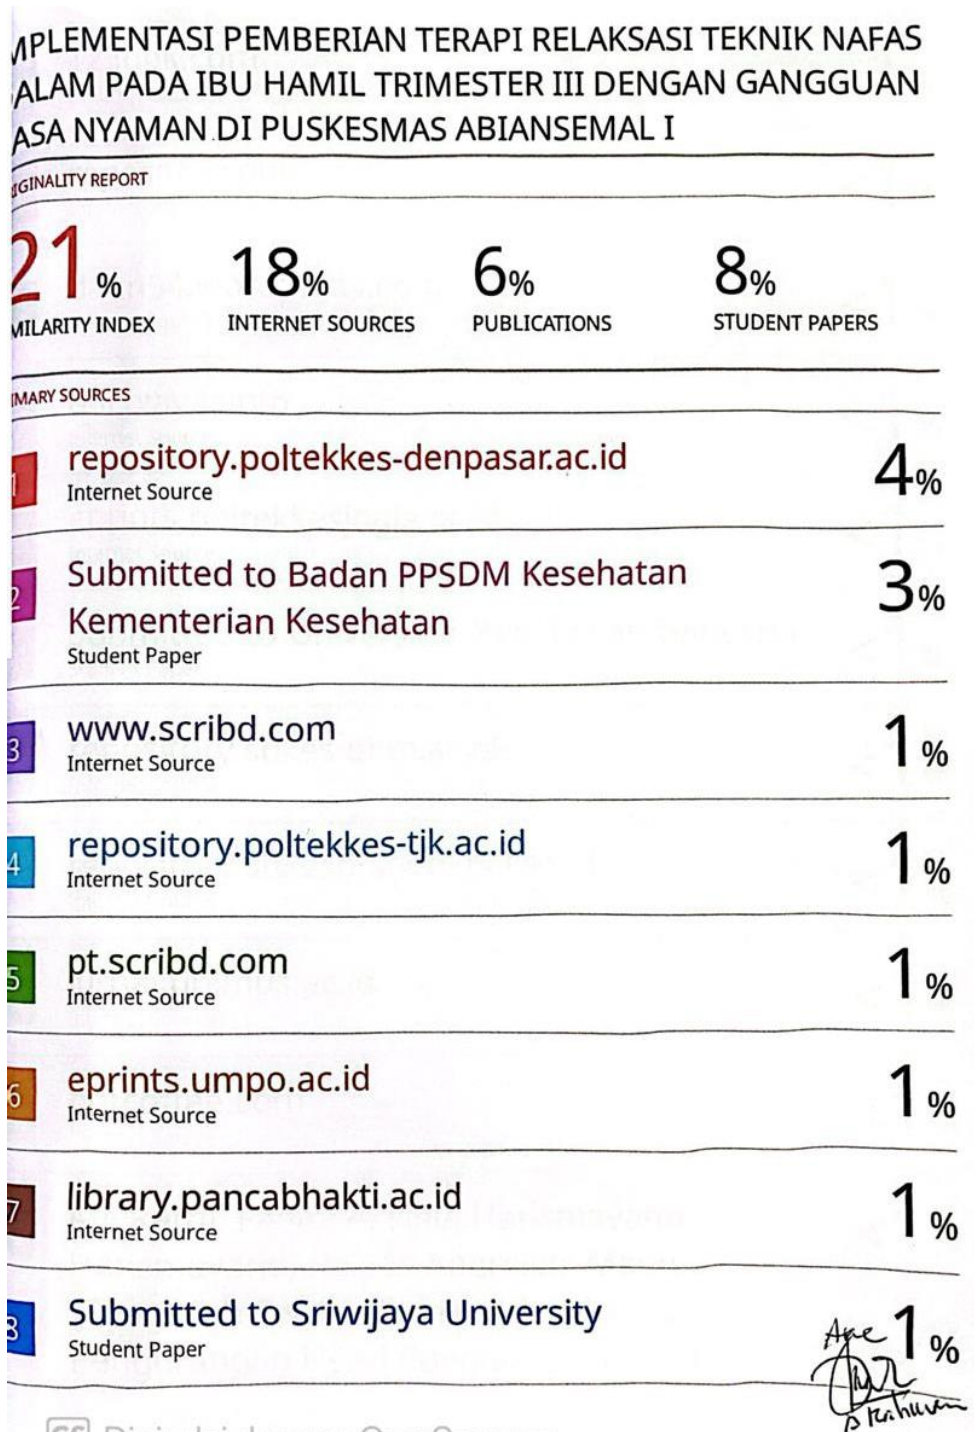 MPLEMENTASI PEMBERIAN TERAPI RELAKSASI TEKNIK NAFAS
ALAM PADA IBU HAMIL TRIMESTER III DENGAN GANGGUAN
ASA NYAMAN DI PUSKESMAS ABIANSEMAL I
IGINALITY REPORT
21% 18% 6% 8%
MILARITY INDEX INTERNET SOURCES PUBLICATIONS STUDENT PAPERS
IMARY SOURCES
1 repository.poltekkes-denpasar.ac.id 4%
Internet Source
2 Submitted to Badan PPSDM Kesehatan 3%
Kementerian Kesehatan
Student Paper
3 www.scribd.com 1%
Internet Source
4 repository.poltekkes-tjk.ac.id 1%
Internet Source
5 pt.scribd.com 1%
Internet Source
6 eprints.umpo.ac.id 1%
Internet Source
7 library.pancabhakti.ac.id 1%
Internet Source
8 Submitted to Sriwijaya University 1%
Student Paper